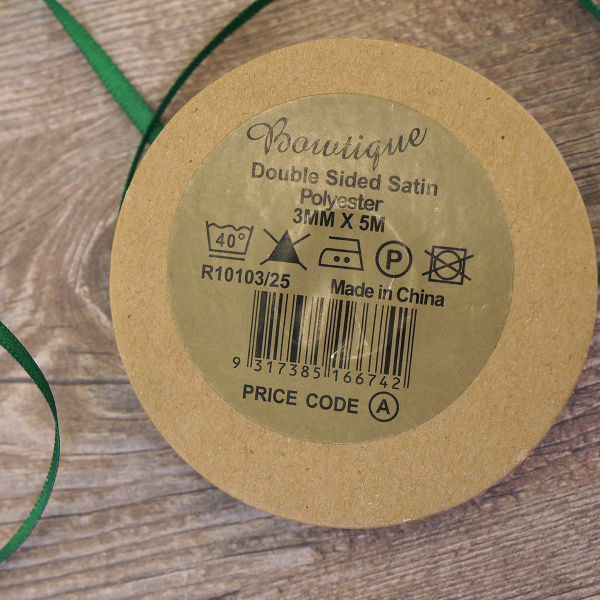 Bowtique
Double Sided Satin
Polyester
3MM X 5M
40° P
R10103/25 Made in China
9 317385 166742
PRICE CODE A